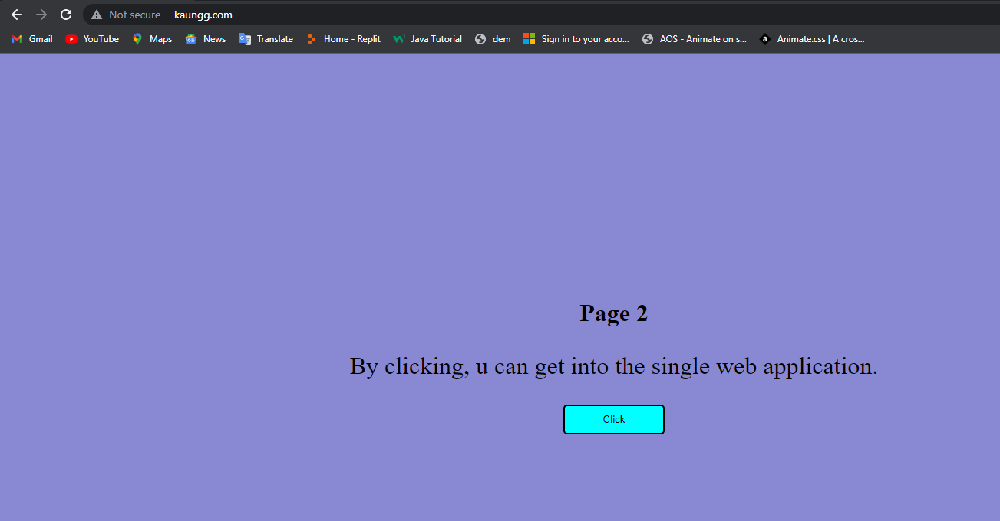 Not secure kaungg.com
Gmail YouTube Maps News Translate Home - Replit Java Tutorial dem Sign in to your acco... AOS - Animate on s... Animate.css | A cros...
Page 2
By clicking, u can get into the single web application.
Click